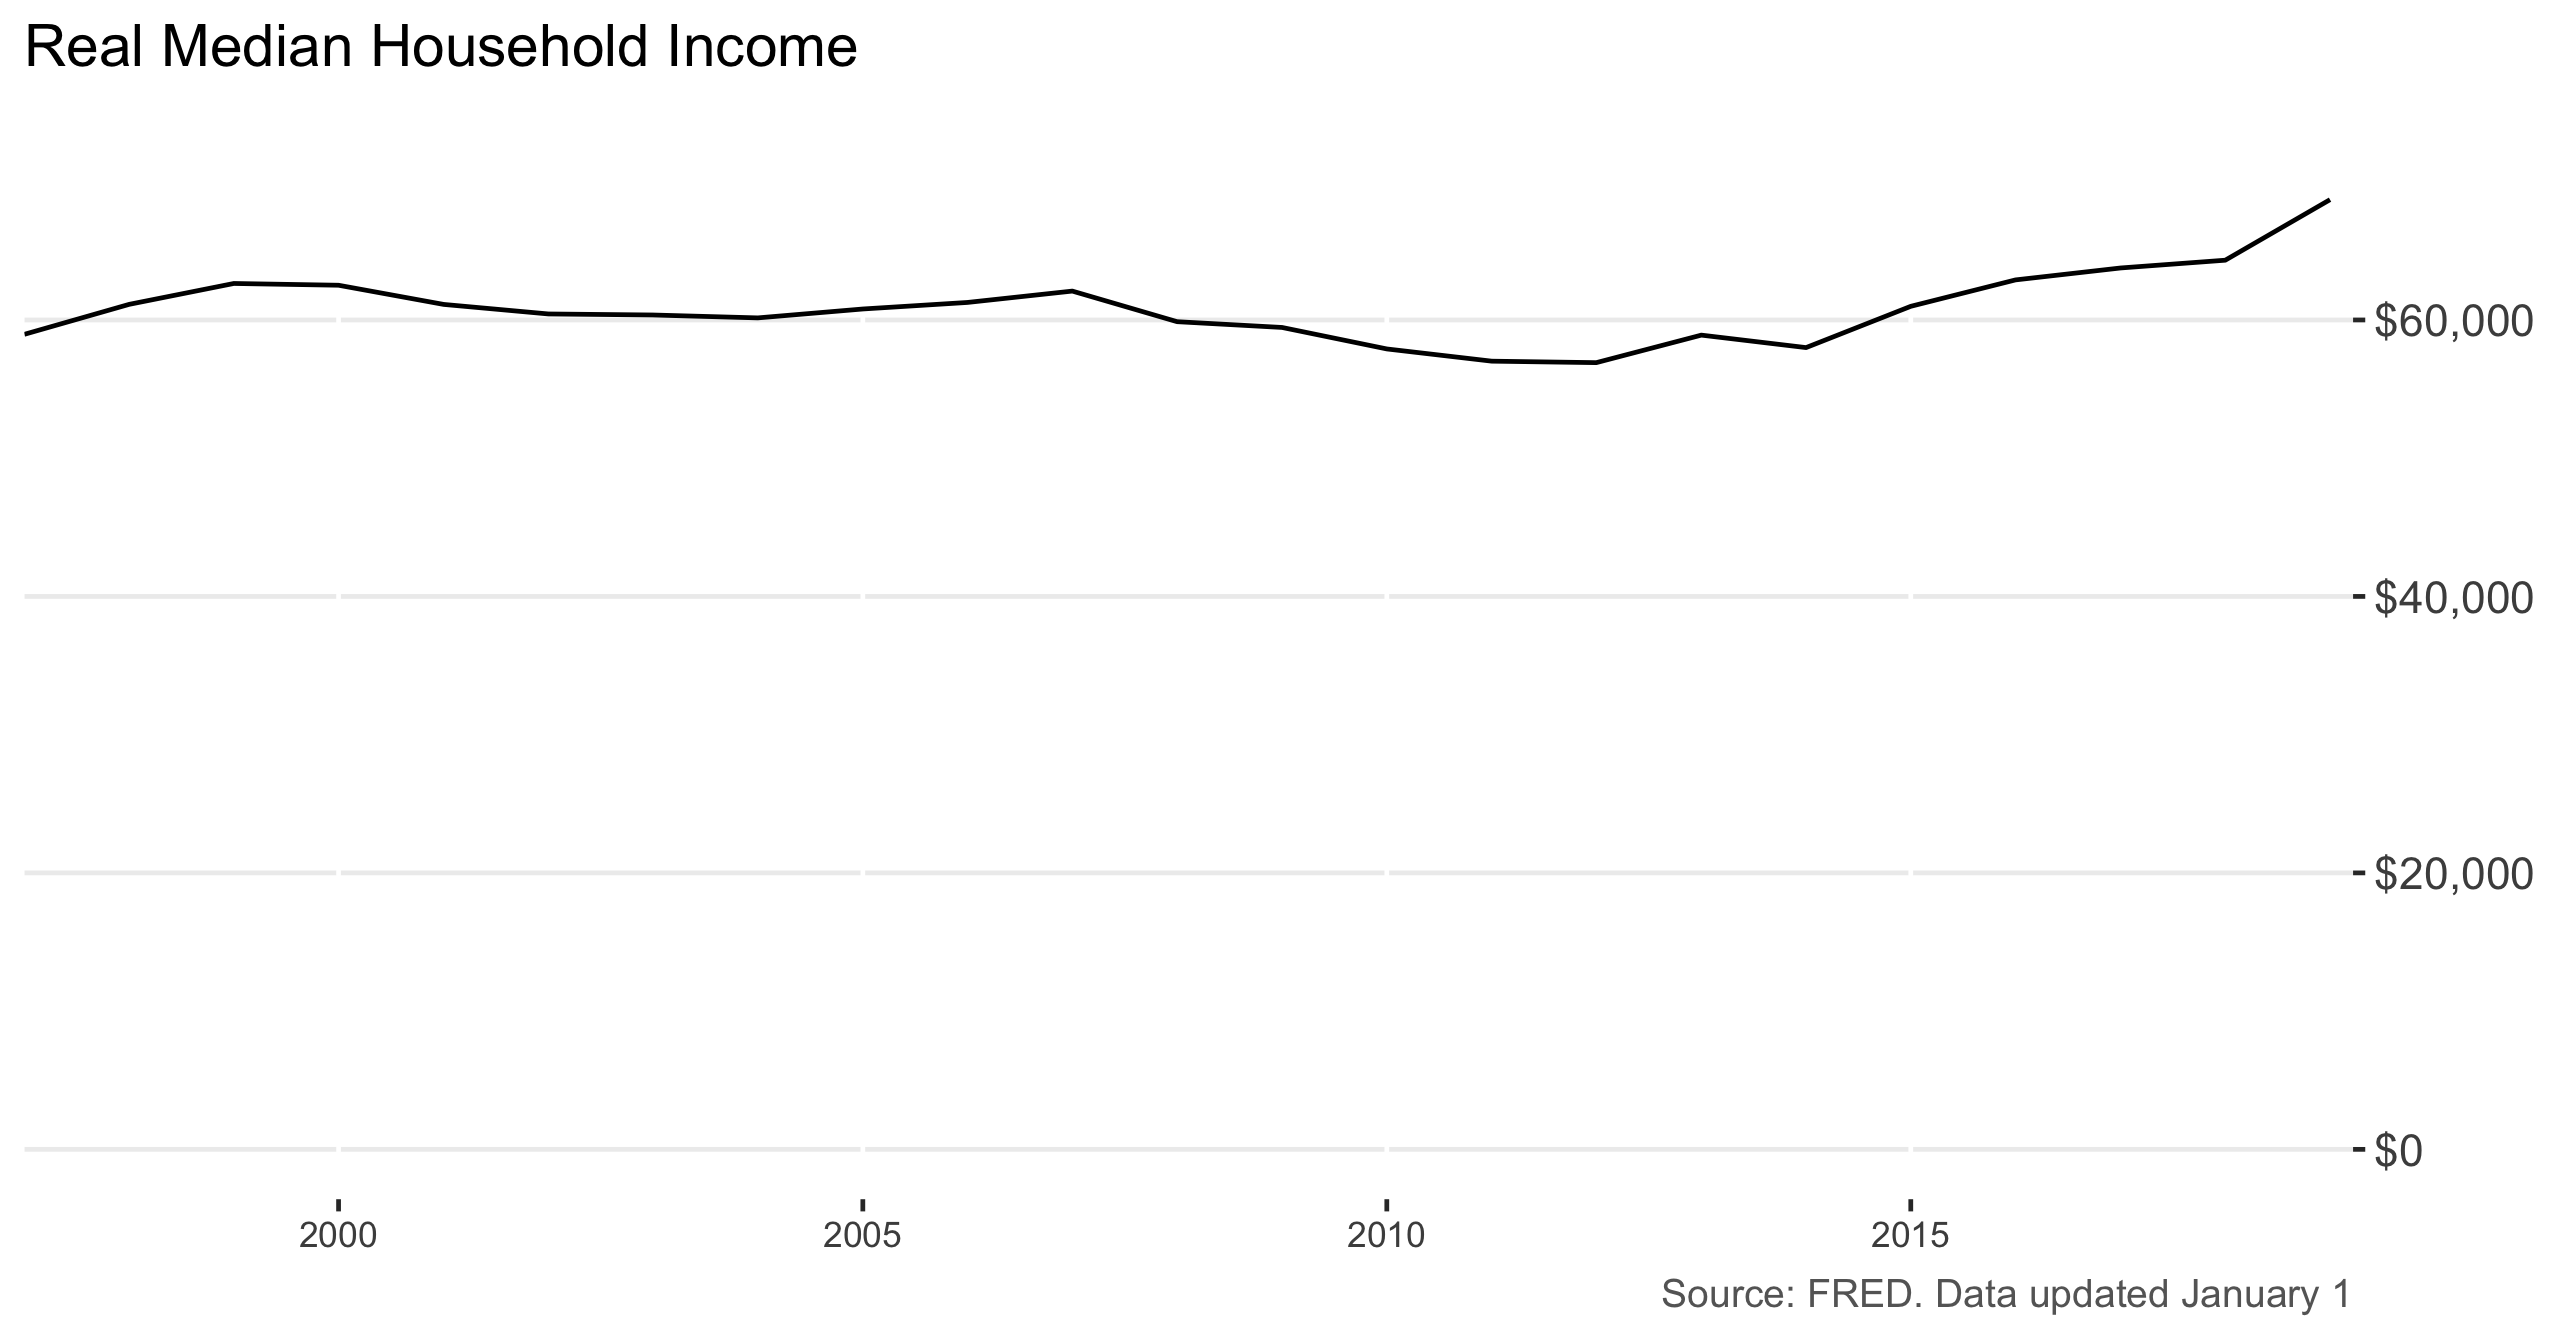 Real Median Household Income
$60,000
$40,000
$20,000
$0
2000 2005 2010 2015
Source: FRED. Data updated January 1